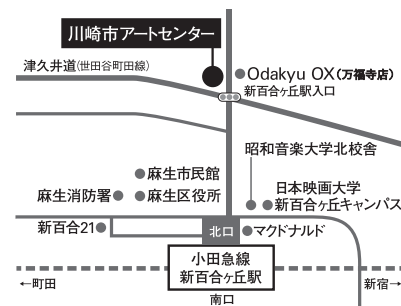 川崎市アートセンター
津久井道(世田谷町田線)
Odakyu OX(万福寺店)
新百合ヶ丘駅入口
昭和音楽大学北校舎
麻生市民館
麻生消防署
麻生区役所
日本映画大学
新百合ヶ丘キャンパス
新百合21
北口
マクドナルド
小田急線
新百合ヶ丘駅
←町田
新宿→
南口